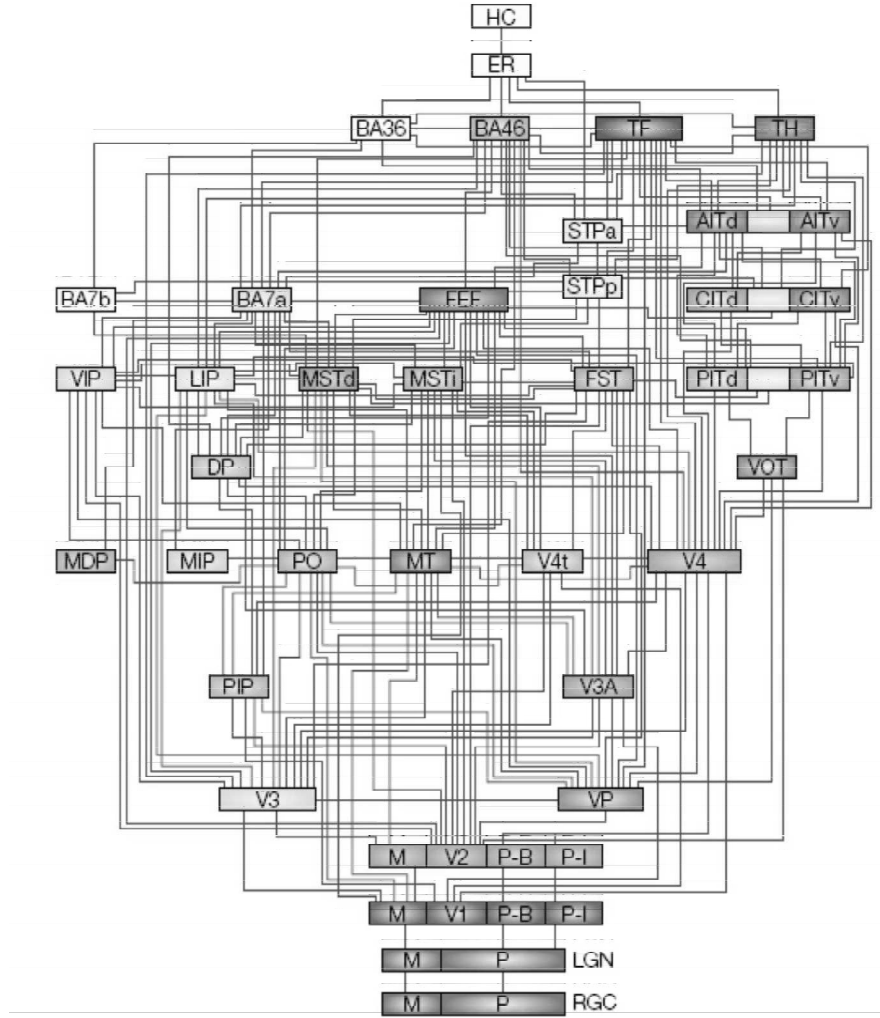 HC
ER
BA36 BA46 TF TH
STPa AITd AITv
BA7b BA7a FEF STPp CITd CITv
VIP LIP MSTd MSTi FST PITd PITv
DP VOT
MDP MIP PO MT V4t V4
PIP V3A
V3 VP
M V2 P-B P-I
M V1 P-B P-I
M P LGN
M P RGC